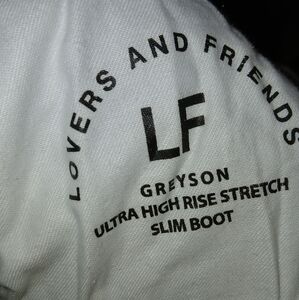 LOVERS AND FRIENDS
LF
GREYSON
ULTRA HIGH RISE STRETCH
SLIM BOOT